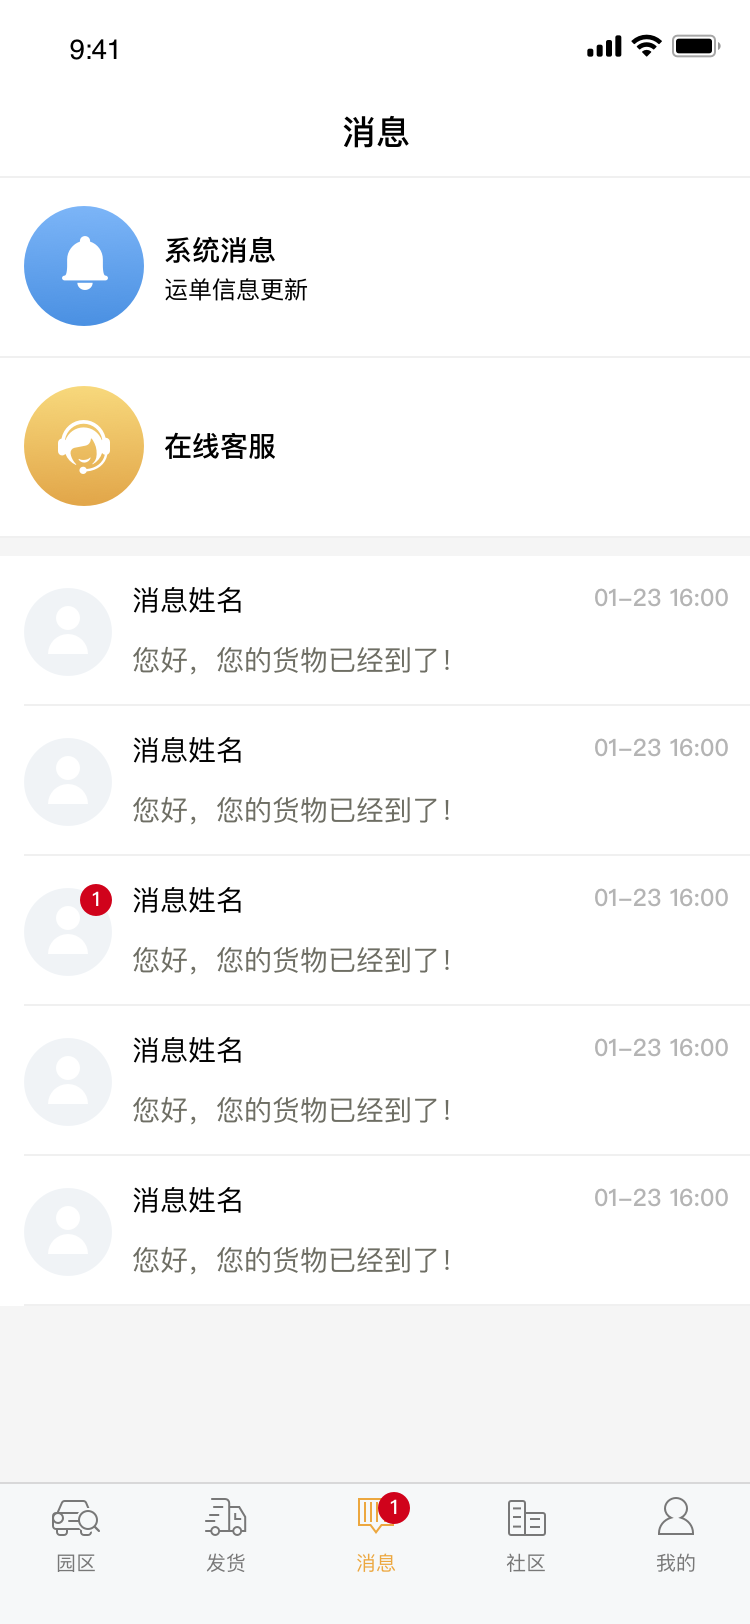 9:41
消息
系统消息
运单信息更新
在线客服
消息姓名 01-23 16:00
您好，您的货物已经到了！
消息姓名 01-23 16:00
您好，您的货物已经到了！
1
消息姓名 01-23 16:00
您好，您的货物已经到了！
消息姓名 01-23 16:00
您好，您的货物已经到了！
消息姓名 01-23 16:00
您好，您的货物已经到了！
1
园区 发货 消息 社区 我的